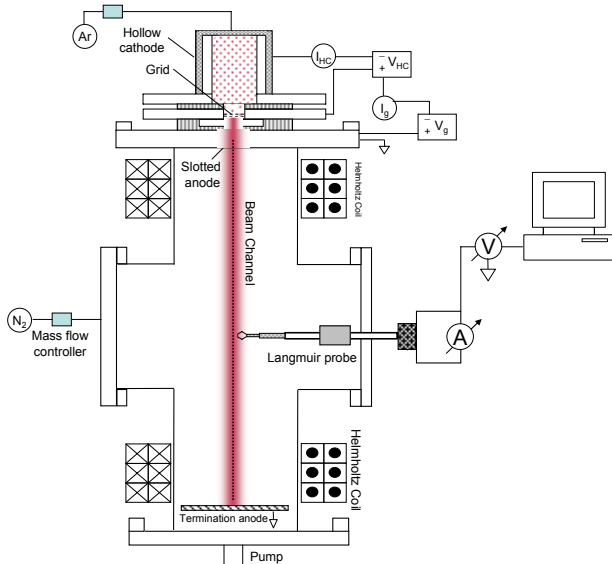 Ar
Hollow
cathode
Grid
I_HC
− V_HC
+
I_g
− V_g
+
Slotted
anode
Helmholtz Coil
Beam Channel
N₂
Mass flow
controller
Langmuir probe
V
A
Helmholtz Coil
Termination anode
Pump